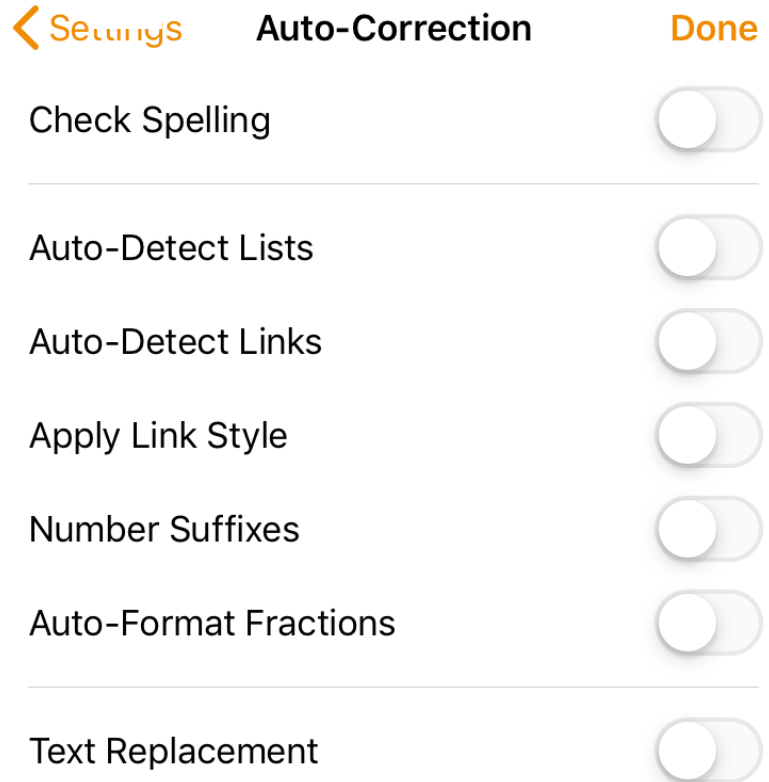 Auto-Correction Done
Check Spelling
Auto-Detect Lists
Auto-Detect Links
Apply Link Style
Number Suffixes
Auto-Format Fractions
Text Replacement